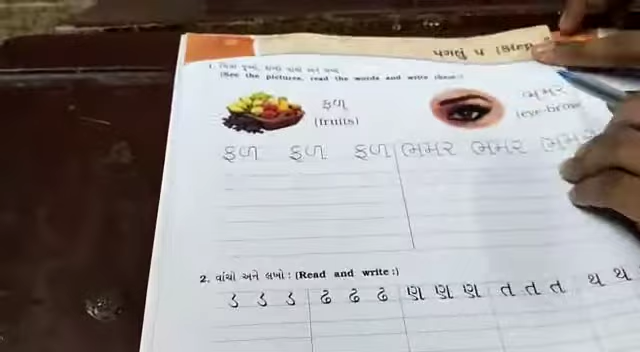 પગલું ૫ (Step
1. ચિત્રો જુઓ, શબ્દો વાંચો અને લખો
(See the pictures, read the words and write them:)
ફળ ભમર
(fruits) (eye-brow
ફળ ફળ ફળ ભમર ભમર ભમર
2. વાંચો અને લખો : (Read and write :)
ડ ડ ડ ઢ ઢ ઢ ણ ણ ણ ત ત ત થ થ